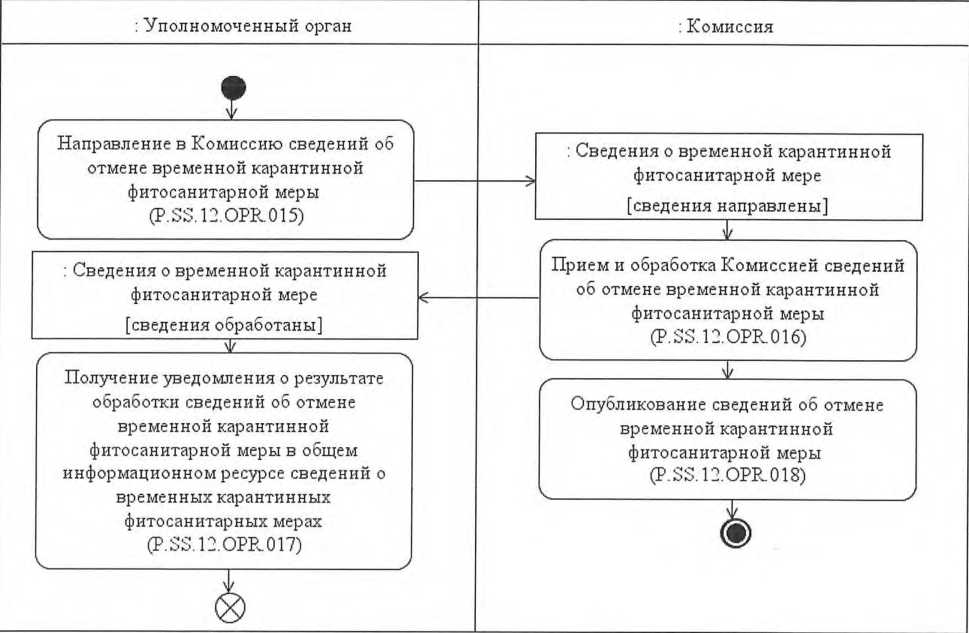 : Уполномоченный орган
: Комиссия
Направление в Комиссию сведений об
отмене временной карантинной
фитосанитарной меры
(P.SS.12.OPR.015)
: Сведения о временной карантинной
фитосанитарной мере
[сведения направлены]
Прием и обработка Комиссией сведений
об отмене временной карантинной
фитосанитарной меры
(P.SS.12.OPR.016)
: Сведения о временной карантинной
фитосанитарной мере
[сведения обработаны]
Получение уведомления о результате
обработки сведений об отмене
временной карантинной
фитосанитарной меры в общем
информационном ресурсе сведений о
временных карантинных
фитосанитарных мерах
(P.SS.12.OPR.017)
Опубликование сведений об отмене
временной карантинной
фитосанитарной меры
(P.SS.12.OPR.018)